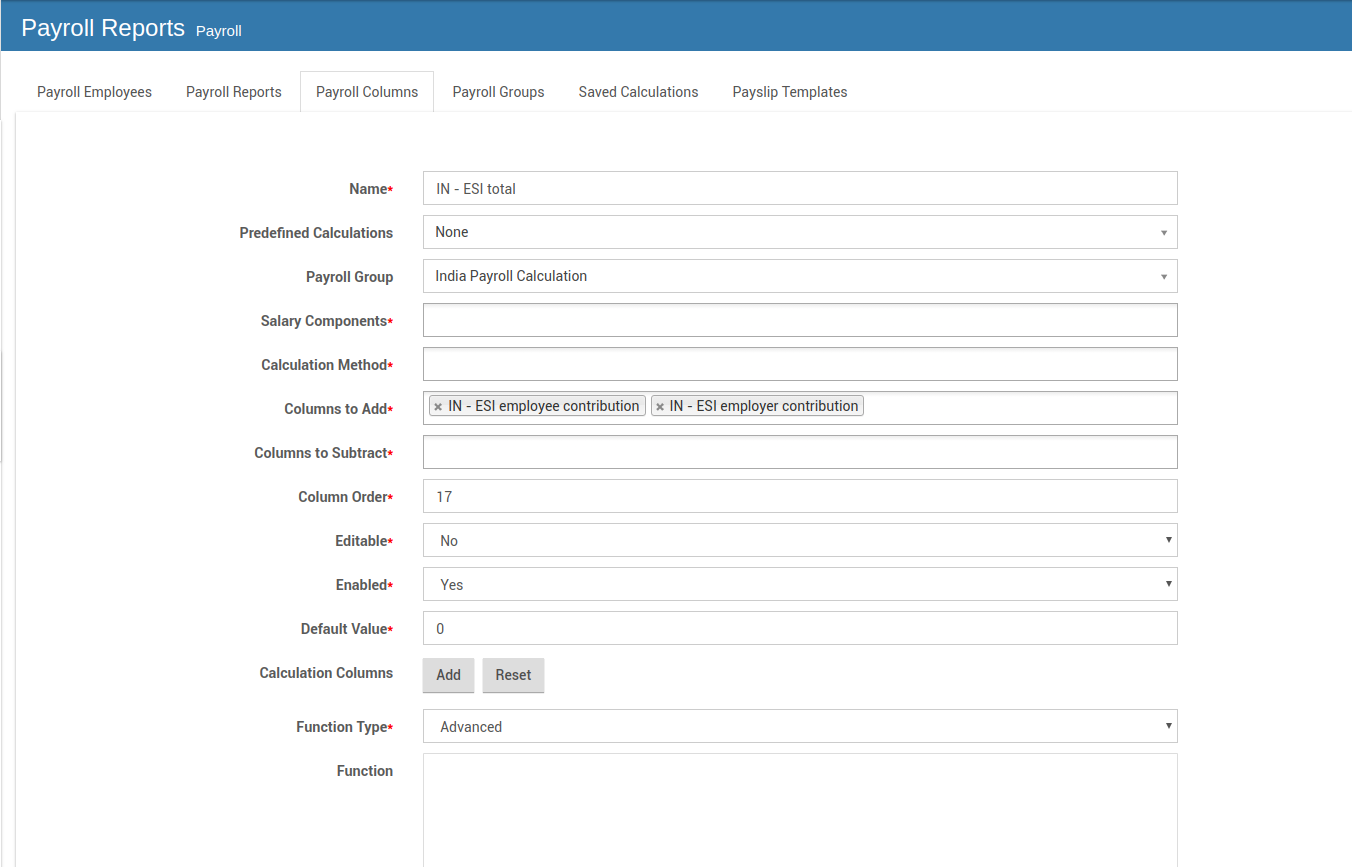 Payroll Reports Payroll
Payroll Employees Payroll Reports Payroll Columns Payroll Groups Saved Calculations Payslip Templates
Name* IN - ESI total
Predefined Calculations None
Payroll Group India Payroll Calculation
Salary Components*
Calculation Method*
Columns to Add* × IN - ESI employee contribution × IN - ESI employer contribution
Columns to Subtract*
Column Order* 17
Editable* No
Enabled* Yes
Default Value* 0
Calculation Columns Add Reset
Function Type* Advanced
Function